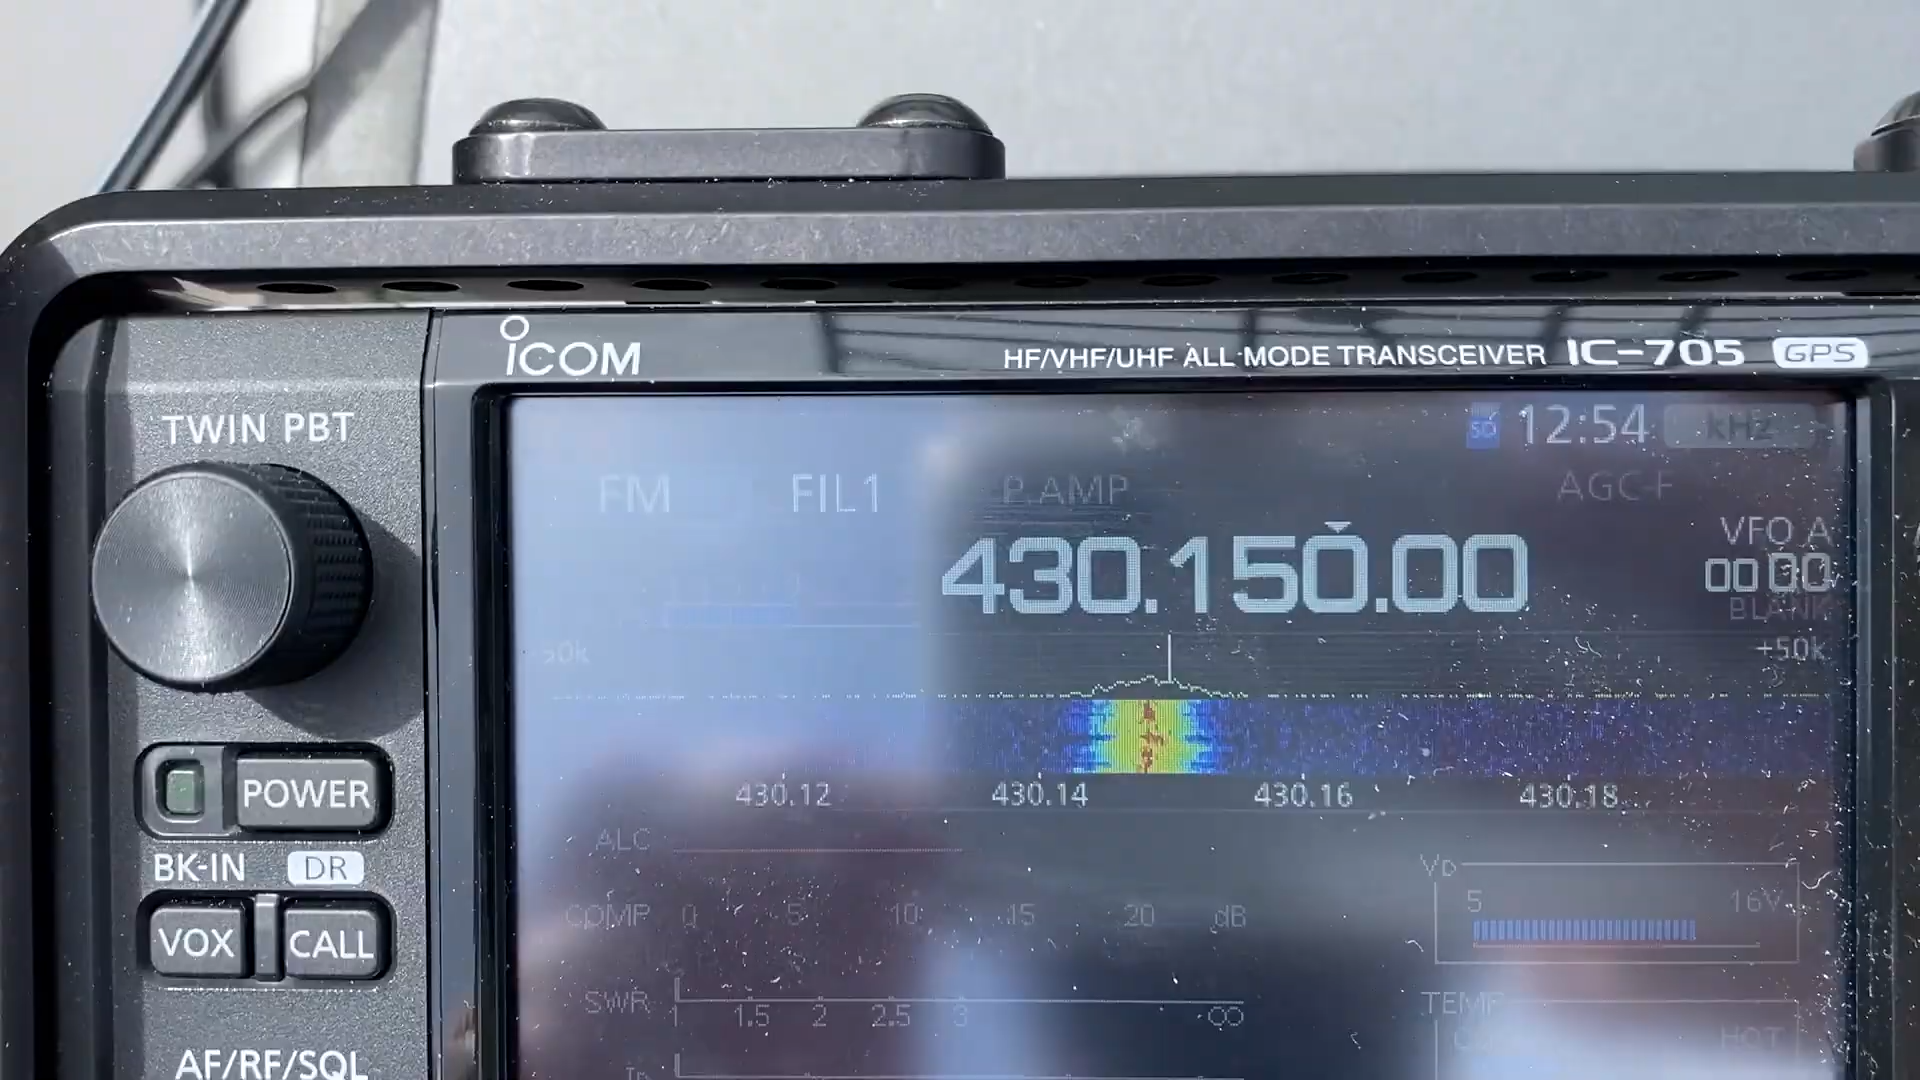 ICOM
HF/VHF/UHF ALL MODE TRANSCEIVER IC-705 GPS
TWIN PBT
SD 12:54 kHz
FM FIL1 P.AMP AGC-F
430.150.00
VFO A
00 00
BLANK
50k +50k
430.12 430.14 430.16 430.18
POWER
BK-IN DR
VOX CALL
AF/RF/SQL
ALC
COMP 0 5 10 15 20 dB
SWR 1 1.5 2 2.5 3 ∞
VD
5 16V
TEMP
HOT